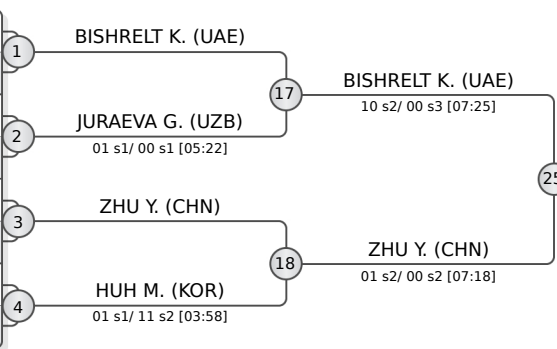 BISHRELT K. (UAE)
1
17
BISHRELT K. (UAE)
10 s2/ 00 s3 [07:25]
JURAEVA G. (UZB)
2
01 s1/ 00 s1 [05:22]
25
ZHU Y. (CHN)
3
18
ZHU Y. (CHN)
01 s2/ 00 s2 [07:18]
HUH M. (KOR)
4
01 s1/ 11 s2 [03:58]